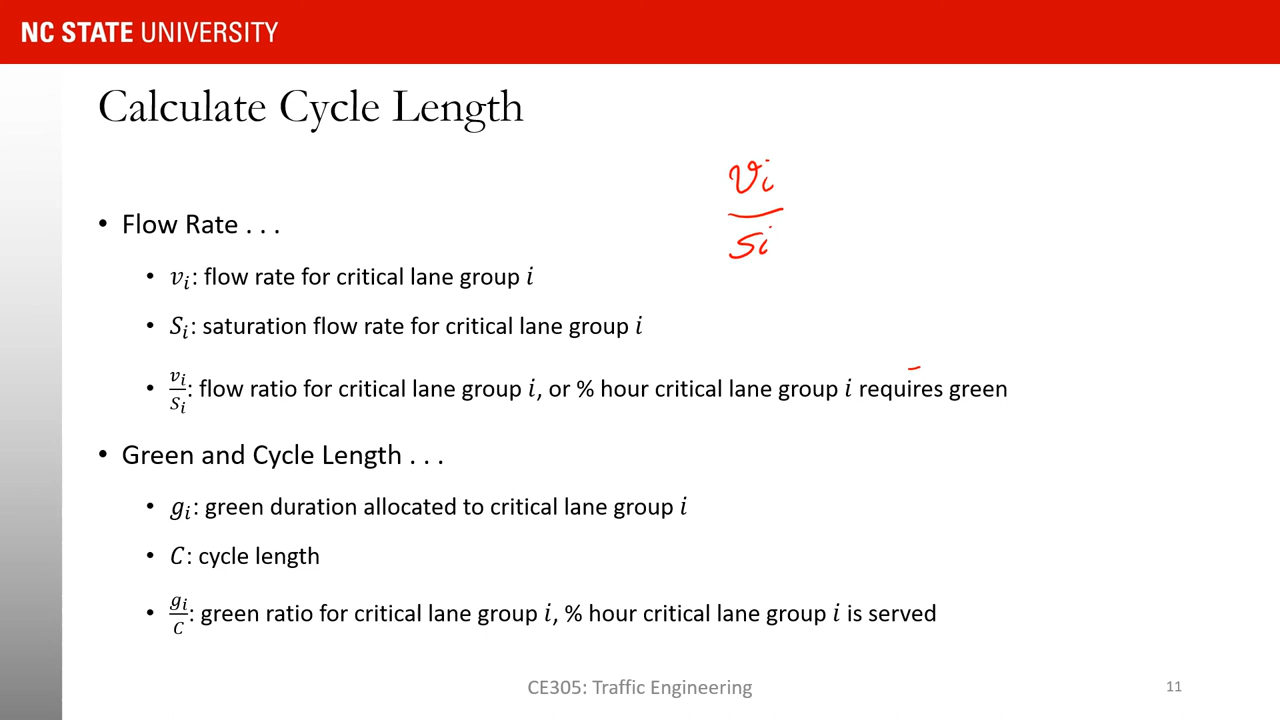 NC STATE UNIVERSITY
Calculate Cycle Length
vi
si
• Flow Rate . . .
• vᵢ: flow rate for critical lane group i
• Sᵢ: saturation flow rate for critical lane group i
• vᵢ/Sᵢ: flow ratio for critical lane group i, or % hour critical lane group i requires green
• Green and Cycle Length . . .
• gᵢ: green duration allocated to critical lane group i
• C: cycle length
• gᵢ/C: green ratio for critical lane group i, % hour critical lane group i is served
CE305: Traffic Engineering
11